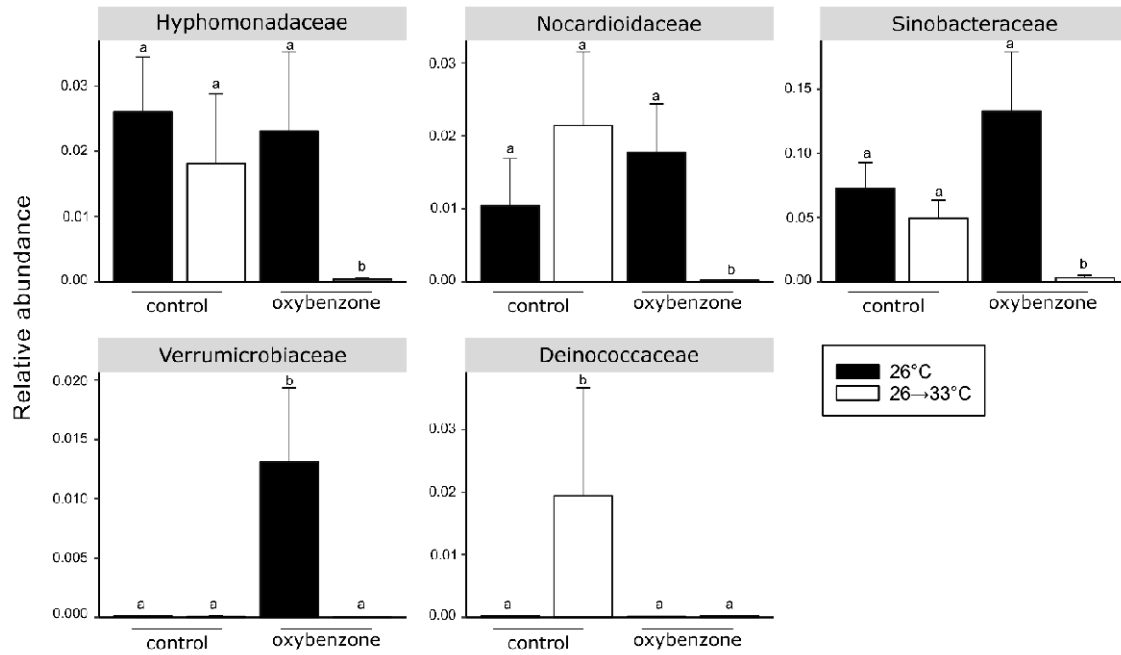 Hyphomonadaceae
Nocardioidaceae
Sinobacteraceae
Relative abundance
0.03
0.02
0.01
0.00
a
a
a
b
control
oxybenzone
0.03
0.02
0.01
0.00
a
a
a
b
control
oxybenzone
0.15
0.10
0.05
0.00
a
a
a
b
control
oxybenzone
Verrumicrobiaceae
Deinococcaceae
0.020
0.015
0.010
0.005
0.000
a
a
b
a
control
oxybenzone
0.03
0.02
0.01
0.00
a
b
a
a
control
oxybenzone
26°C
26→33°C